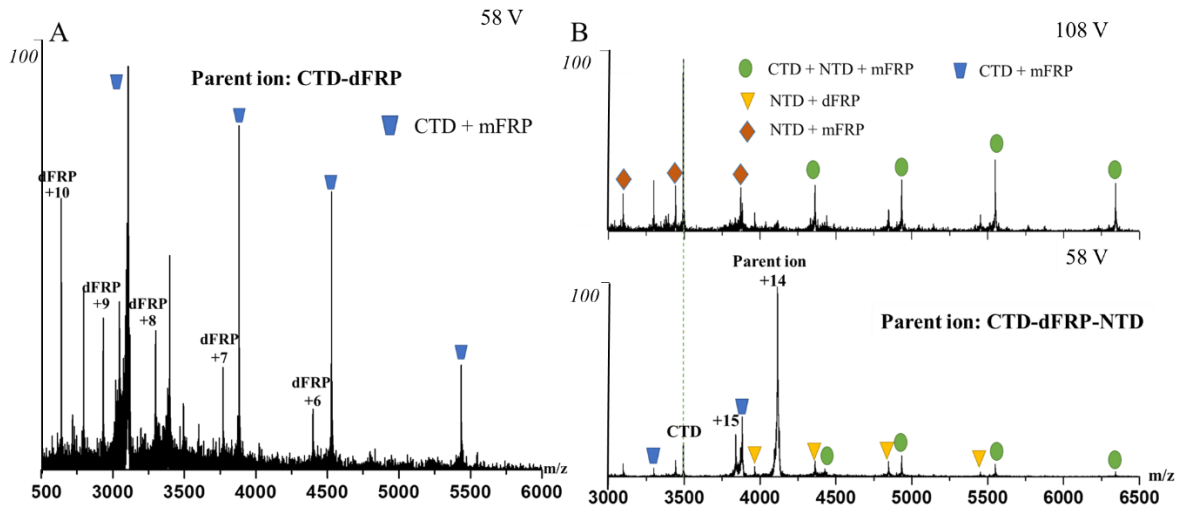 A
58 V
100
Parent ion: CTD-dFRP
CTD + mFRP
dFRP
+10
dFRP
+9
dFRP
+8
dFRP
+7
dFRP
+6
500 3000 3500 4000 4500 5000 5500 6000
m/z
B
108 V
100
CTD + NTD + mFRP
CTD + mFRP
NTD + dFRP
NTD + mFRP
58 V
100
Parent ion
+14
Parent ion: CTD-dFRP-NTD
+15
CTD
3000 3500 4000 4500 5000 5500 6000 6500
m/z